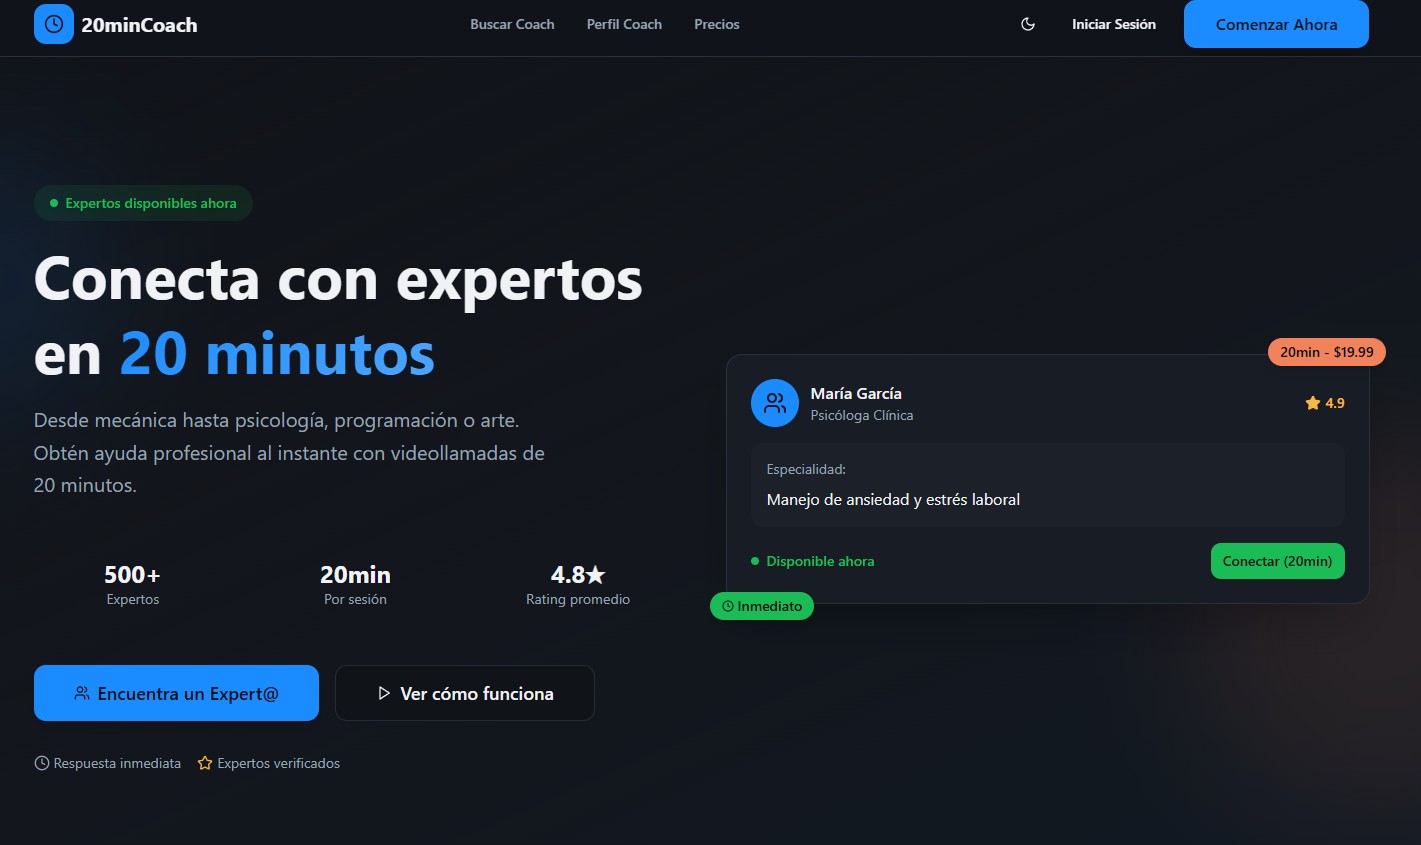 20minCoach
Buscar Coach
Perfil Coach
Precios
Iniciar Sesión
Comenzar Ahora
Expertos disponibles ahora
Conecta con expertos
en 20 minutos
Desde mecánica hasta psicología, programación o arte.
Obtén ayuda profesional al instante con videollamadas de
20 minutos.
500+
Expertos
20min
Por sesión
4.8★
Rating promedio
Encuentra un Expert@
Ver cómo funciona
Respuesta inmediata
Expertos verificados
20min - $19.99
María García
Psicóloga Clínica
4.9
Especialidad:
Manejo de ansiedad y estrés laboral
Disponible ahora
Conectar (20min)
Inmediato